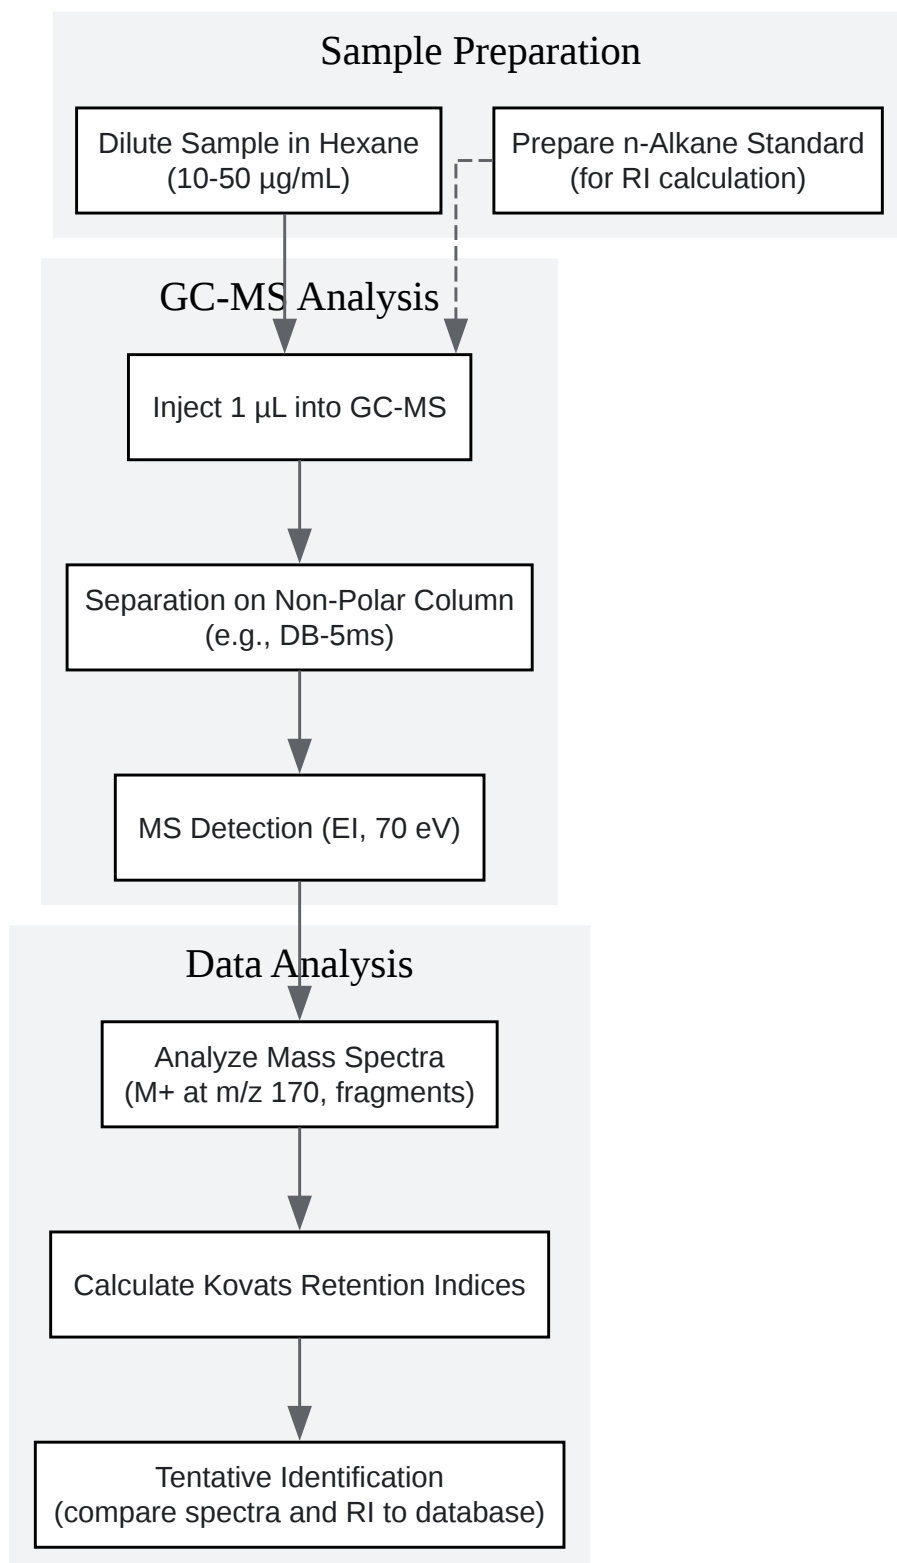 Sample Preparation
Dilute Sample in Hexane
(10-50 µg/mL)
Prepare n-Alkane Standard
(for RI calculation)
GC-MS Analysis
Inject 1 µL into GC-MS
Separation on Non-Polar Column
(e.g., DB-5ms)
MS Detection (EI, 70 eV)
Data Analysis
Analyze Mass Spectra
(M+ at m/z 170, fragments)
Calculate Kovats Retention Indices
Tentative Identification
(compare spectra and RI to database)